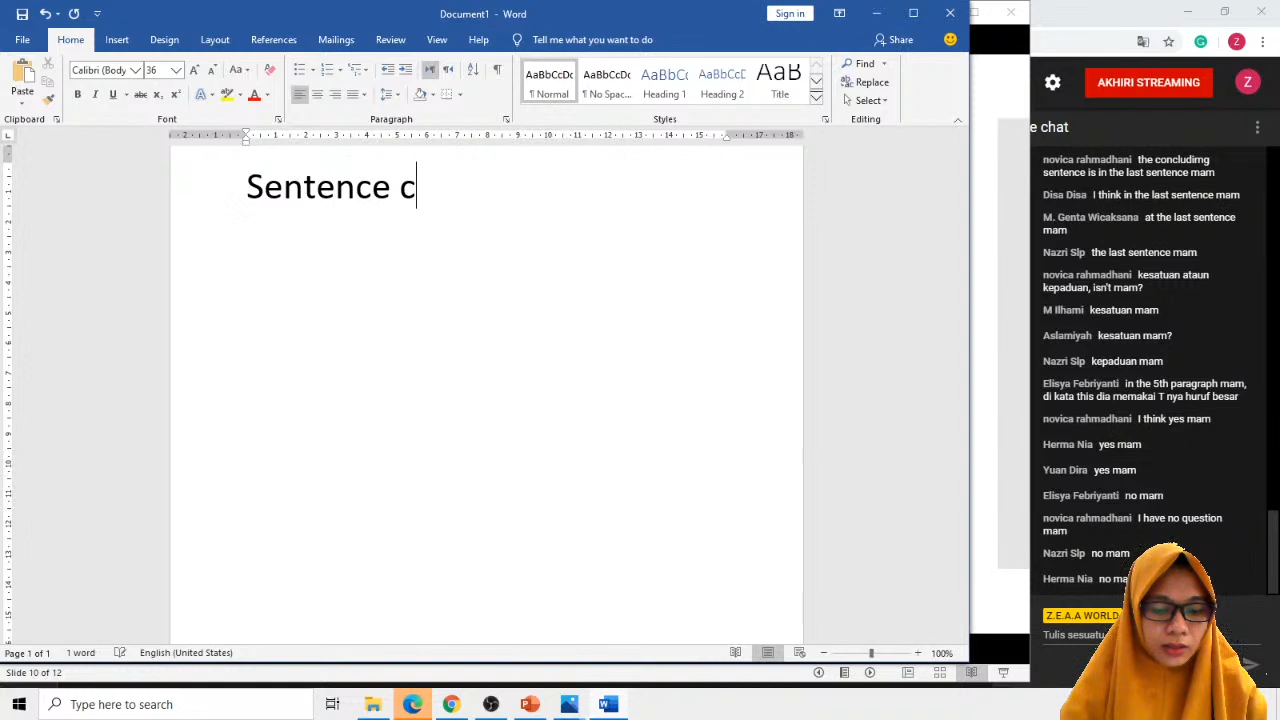 Document1 - Word
Sign in
File
Home
Insert
Design
Layout
References
Mailings
Review
View
Help
Tell me what you want to do
Share
Paste
Calibri (Body
36
Aa
B I U abc x₂ x²
AaBbCcDc
¶ Normal
AaBbCcDc
¶ No Spac...
AaBbCc
Heading 1
AaBbCcD
Heading 2
AaB
Title
Find
Replace
Select
Clipboard
Font
Paragraph
Styles
Editing
Sentence c
AKHIRI STREAMING
Z
e chat
novica rahmadhani the concludimg
sentence is in the last sentence mam
Disa Disa I think in the last sentence mam
M. Genta Wicaksana at the last sentence
mam
Nazri Slp the last sentence mam
novica rahmadhani kesatuan ataun
kepaduan, isn't mam?
M Ilhami kesatuan mam
Aslamiyah kesatuan mam?
Nazri Slp kepaduan mam
Elisya Febriyanti in the 5th paragraph mam,
di kata this dia memakai T nya huruf besar
novica rahmadhani I think yes mam
Herma Nia yes mam
Yuan Dira yes mam
Elisya Febriyanti no mam
novica rahmadhani I have no question
mam
Nazri Slp no mam
Herma Nia no ma
Z.E.A.A WORLD
Tulis sesuatu
Page 1 of 1
1 word
English (United States)
100%
Slide 10 of 12
Type here to search